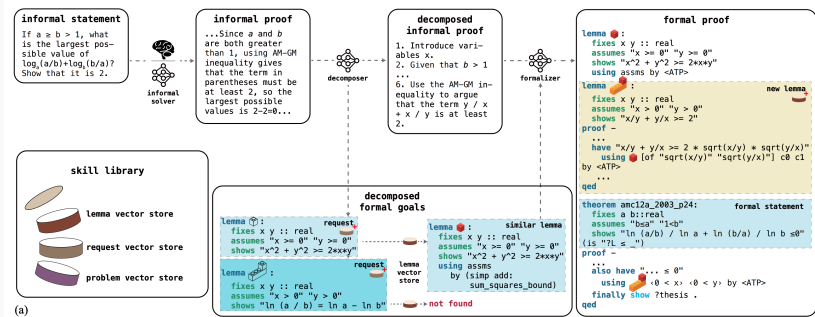 informal statement
If a ≥ b > 1, what
is the largest pos-
sible value of
logₐ(a/b)+log_b(b/a)?
Show that it is 2.
informal
solver
informal proof
...Since a and b
are both greater
than 1, using AM-GM
inequality gives
that the term in
parentheses must be
at least 2, so the
largest possible
values is 2-2=0...
decomposer
decomposed
informal proof
1. Introduce vari-
ables x.
2. Given that b > 1
...
6. Use the AM-GM in-
equality to argue
that the term y / x
+ x / y is at least
2.
formalizer
skill library
lemma vector store
request vector store
problem vector store
(a)
decomposed
formal goals
lemma :
request
fixes x y :: real
assumes "x >= 0" "y >= 0"
shows "x^2 + y^2 >= 2*x*y"
lemma :
request
fixes x y :: real
assumes "x > 0" "y > 0"
shows "ln (a / b) = ln a - ln b"
lemma
vector
store
not found
lemma :
similar lemma
fixes x y :: real
assumes "x >= 0" "y >= 0"
shows "x^2 + y^2 >= 2*x*y"
using assms
by (simp add:
sum_squares_bound)
formal proof
lemma :
fixes x y :: real
assumes "x >= 0" "y >= 0"
shows "x^2 + y^2 >= 2*x*y"
using assms by <ATP>
lemma :
new lemma
fixes x y :: real
assumes "x > 0" "y > 0"
shows "x/y + y/x >= 2"
proof -
...
have "x/y + y/x >= 2 * sqrt(x/y) * sqrt(y/x)"
using [of "sqrt(x/y)" "sqrt(y/x)"] c0 c1
by <ATP>
...
qed
theorem amc12a_2003_p24:
formal statement
fixes a b::real
assumes "b≤a" "1<b"
shows "ln (a/b) / ln a + ln (b/a) / ln b ≤0"
(is "?L ≤ _")
proof -
...
also have "... ≤ 0"
using ‹0 < x› ‹0 < y› by <ATP>
finally show ?thesis .
qed